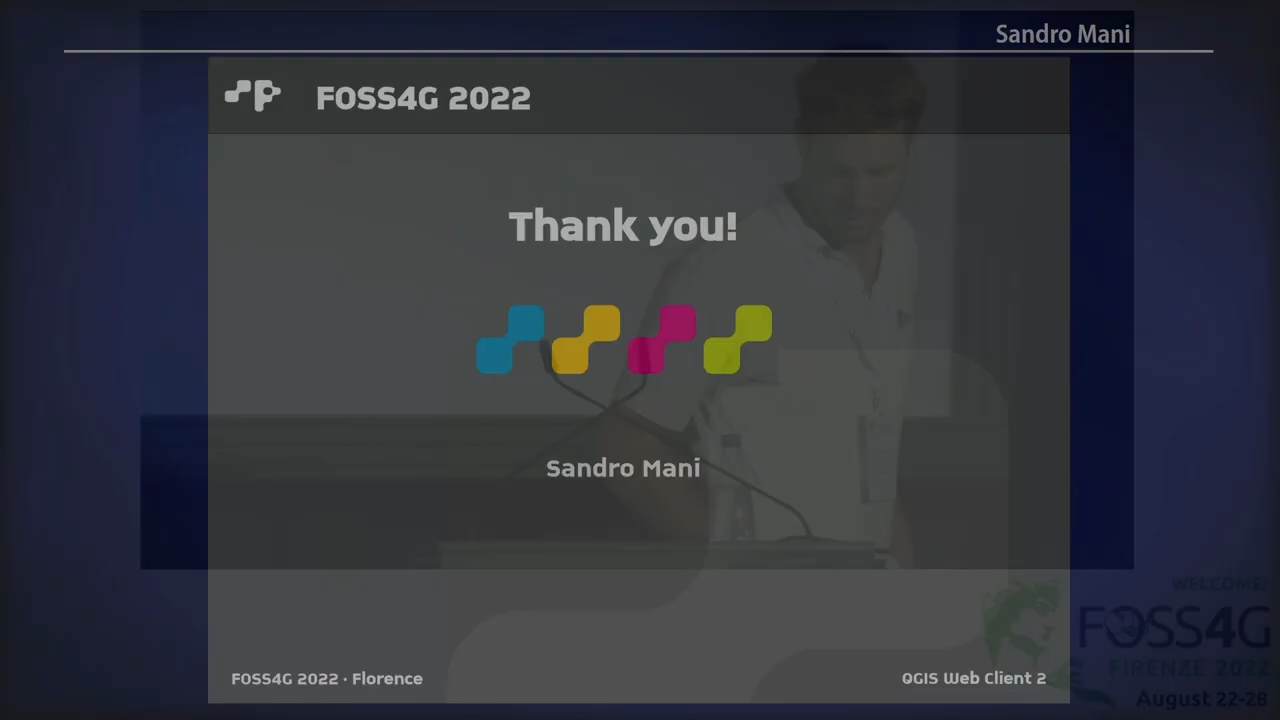 Sandro Mani
FOSS4G 2022
Thank you!
Sandro Mani
FOSS4G 2022 · Florence
QGIS Web Client 2
WELCOME!
FOSS4G
FIRENZE 2022
August 22-28